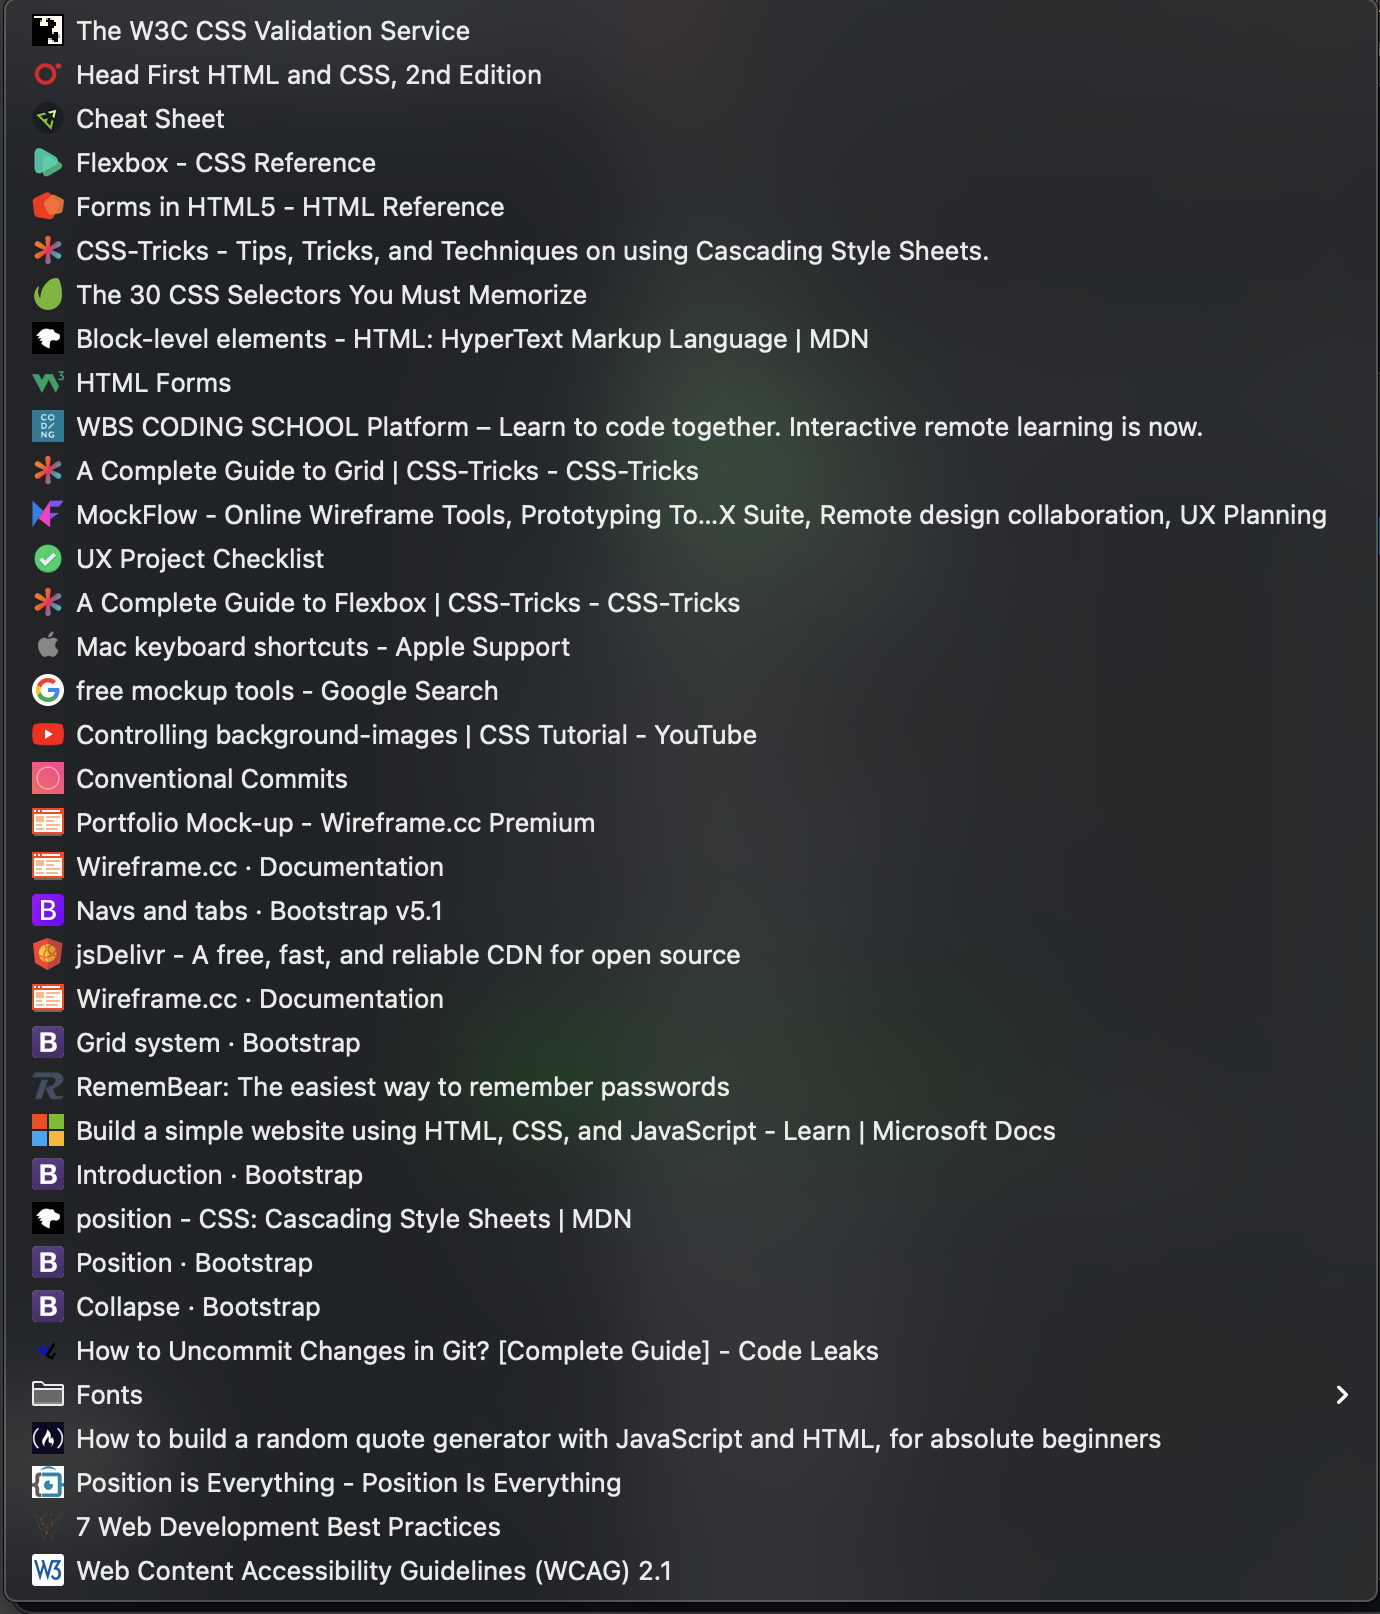 The W3C CSS Validation Service
Head First HTML and CSS, 2nd Edition
Cheat Sheet
Flexbox - CSS Reference
Forms in HTML5 - HTML Reference
CSS-Tricks - Tips, Tricks, and Techniques on using Cascading Style Sheets.
The 30 CSS Selectors You Must Memorize
Block-level elements - HTML: HyperText Markup Language | MDN
HTML Forms
WBS CODING SCHOOL Platform – Learn to code together. Interactive remote learning is now.
A Complete Guide to Grid | CSS-Tricks - CSS-Tricks
MockFlow - Online Wireframe Tools, Prototyping To...X Suite, Remote design collaboration, UX Planning
UX Project Checklist
A Complete Guide to Flexbox | CSS-Tricks - CSS-Tricks
Mac keyboard shortcuts - Apple Support
free mockup tools - Google Search
Controlling background-images | CSS Tutorial - YouTube
Conventional Commits
Portfolio Mock-up - Wireframe.cc Premium
Wireframe.cc · Documentation
Navs and tabs · Bootstrap v5.1
jsDelivr - A free, fast, and reliable CDN for open source
Wireframe.cc · Documentation
Grid system · Bootstrap
RememBear: The easiest way to remember passwords
Build a simple website using HTML, CSS, and JavaScript - Learn | Microsoft Docs
Introduction · Bootstrap
position - CSS: Cascading Style Sheets | MDN
Position · Bootstrap
Collapse · Bootstrap
How to Uncommit Changes in Git? [Complete Guide] - Code Leaks
Fonts
How to build a random quote generator with JavaScript and HTML, for absolute beginners
Position is Everything - Position Is Everything
7 Web Development Best Practices
Web Content Accessibility Guidelines (WCAG) 2.1